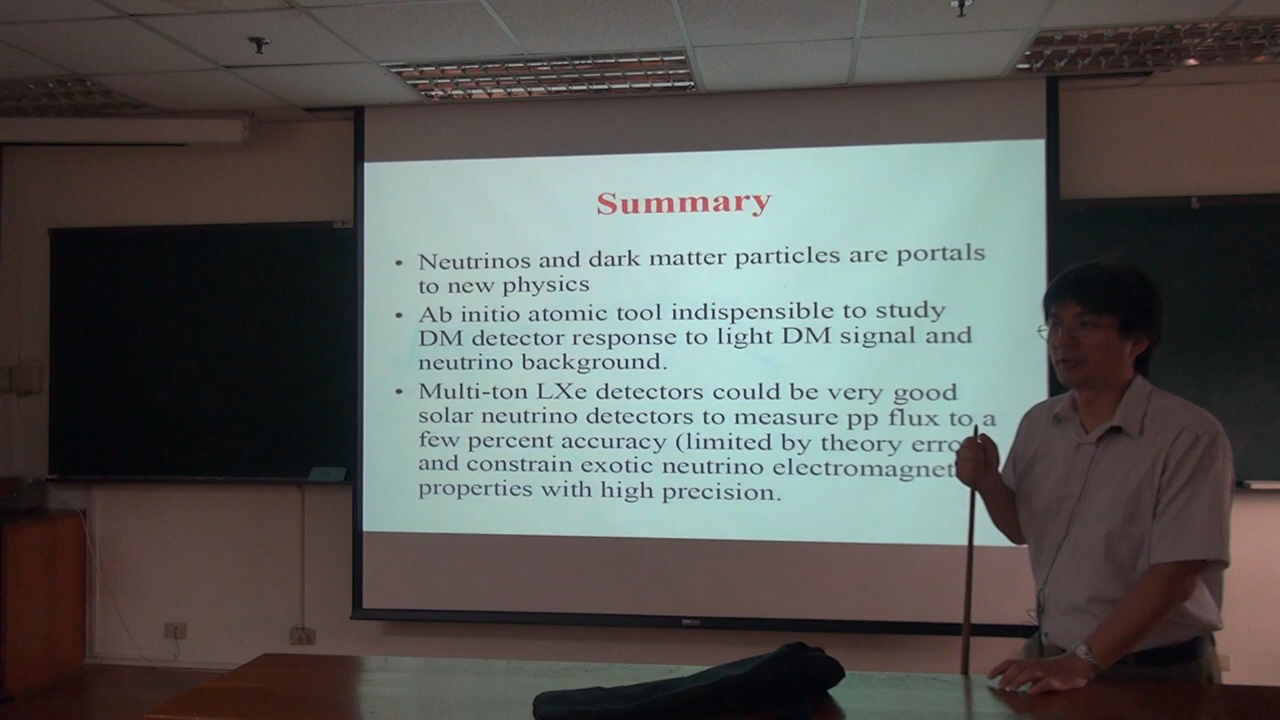 Summary
• Neutrinos and dark matter particles are portals
to new physics
• Ab initio atomic tool indispensible to study
DM detector response to light DM signal and
neutrino background.
• Multi-ton LXe detectors could be very good
solar neutrino detectors to measure pp flux to a
few percent accuracy (limited by theory erro
and constrain exotic neutrino electromagnet
properties with high precision.